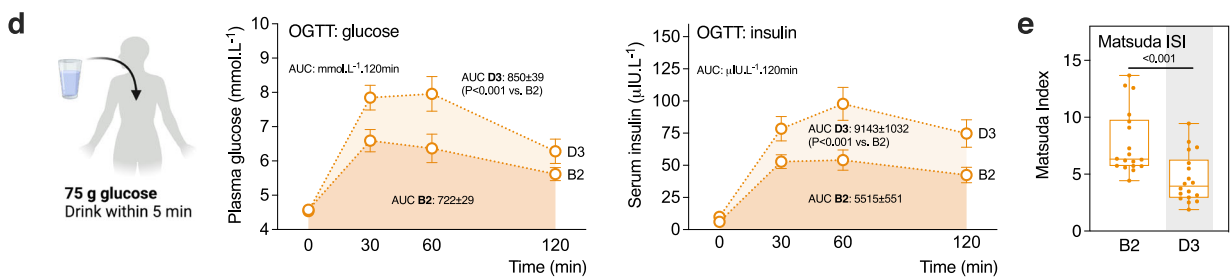 d
75 g glucose
Drink within 5 min
Plasma glucose (mmol.L⁻¹)
10
9
8
7
6
5
4
OGTT: glucose
AUC: mmol.L⁻¹.120min
AUC D3: 850±39
(P<0.001 vs. B2)
D3
B2
AUC B2: 722±29
0 30 60 120
Time (min)
Serum insulin (µIU.L⁻¹)
150
125
100
75
50
25
0
OGTT: insulin
AUC: µIU.L⁻¹.120min
AUC D3: 9143±1032
(P<0.001 vs. B2)
D3
B2
AUC B2: 5515±551
0 30 60 120
Time (min)
e
Matsuda Index
15
10
5
0
Matsuda ISI
<0.001
B2 D3